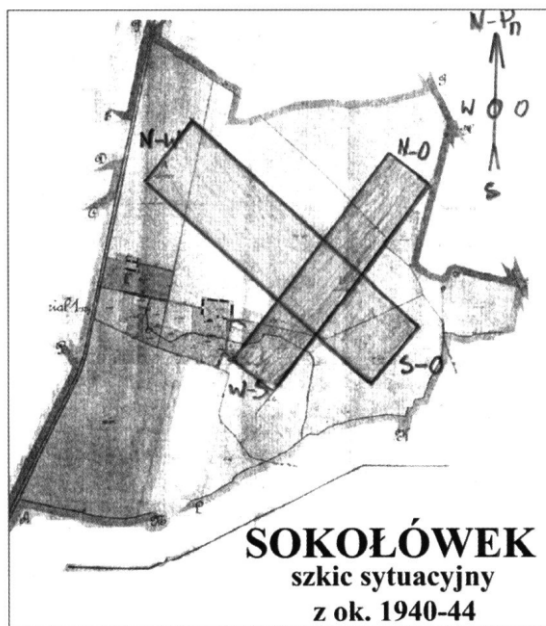 N-Pn
W O
S
N-W
N-O
S-O
W-S
SOKOŁÓWEK
szkic sytuacyjny
z ok. 1940-44